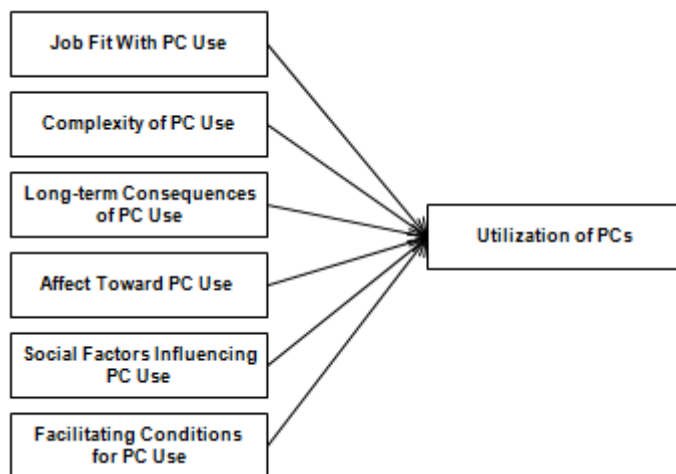 Job Fit With PC Use
Complexity of PC Use
Long-term Consequences
of PC Use
Utilization of PCs
Affect Toward PC Use
Social Factors Influencing
PC Use
Facilitating Conditions
for PC Use